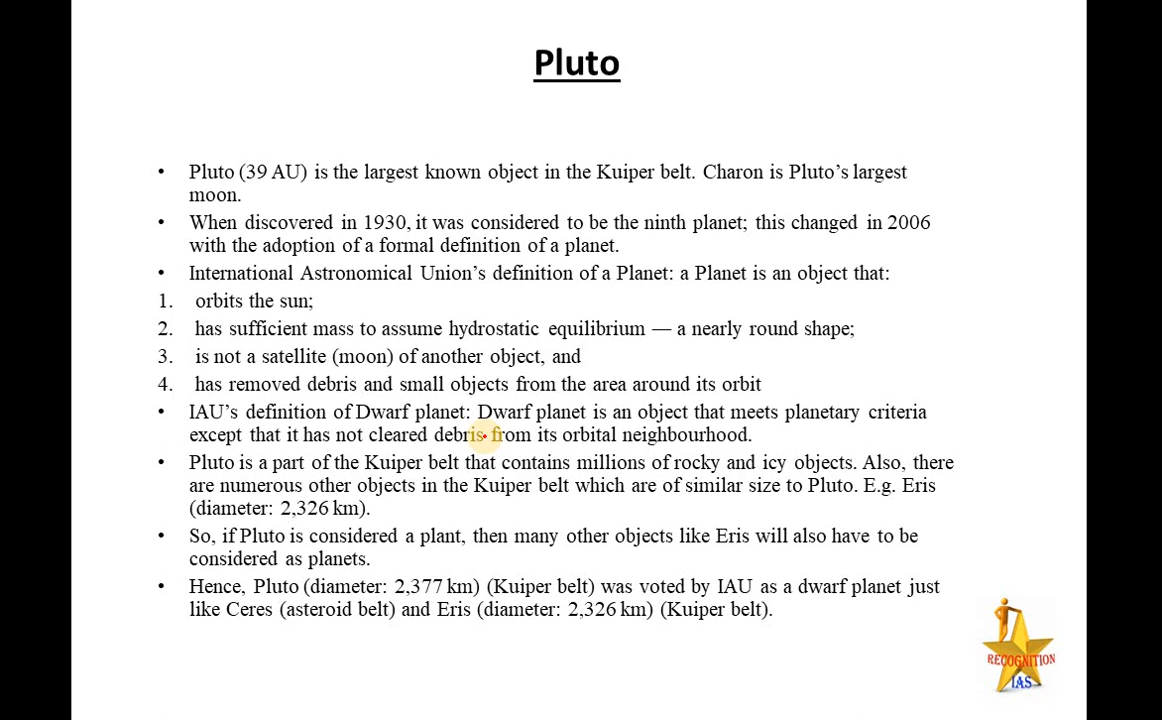 Pluto
• Pluto (39 AU) is the largest known object in the Kuiper belt. Charon is Pluto’s largest
moon.
• When discovered in 1930, it was considered to be the ninth planet; this changed in 2006
with the adoption of a formal definition of a planet.
• International Astronomical Union’s definition of a Planet: a Planet is an object that:
1. orbits the sun;
2. has sufficient mass to assume hydrostatic equilibrium — a nearly round shape;
3. is not a satellite (moon) of another object, and
4. has removed debris and small objects from the area around its orbit
• IAU’s definition of Dwarf planet: Dwarf planet is an object that meets planetary criteria
except that it has not cleared debris from its orbital neighbourhood.
• Pluto is a part of the Kuiper belt that contains millions of rocky and icy objects. Also, there
are numerous other objects in the Kuiper belt which are of similar size to Pluto. E.g. Eris
(diameter: 2,326 km).
• So, if Pluto is considered a plant, then many other objects like Eris will also have to be
considered as planets.
• Hence, Pluto (diameter: 2,377 km) (Kuiper belt) was voted by IAU as a dwarf planet just
like Ceres (asteroid belt) and Eris (diameter: 2,326 km) (Kuiper belt).
RECOGNITION
IAS